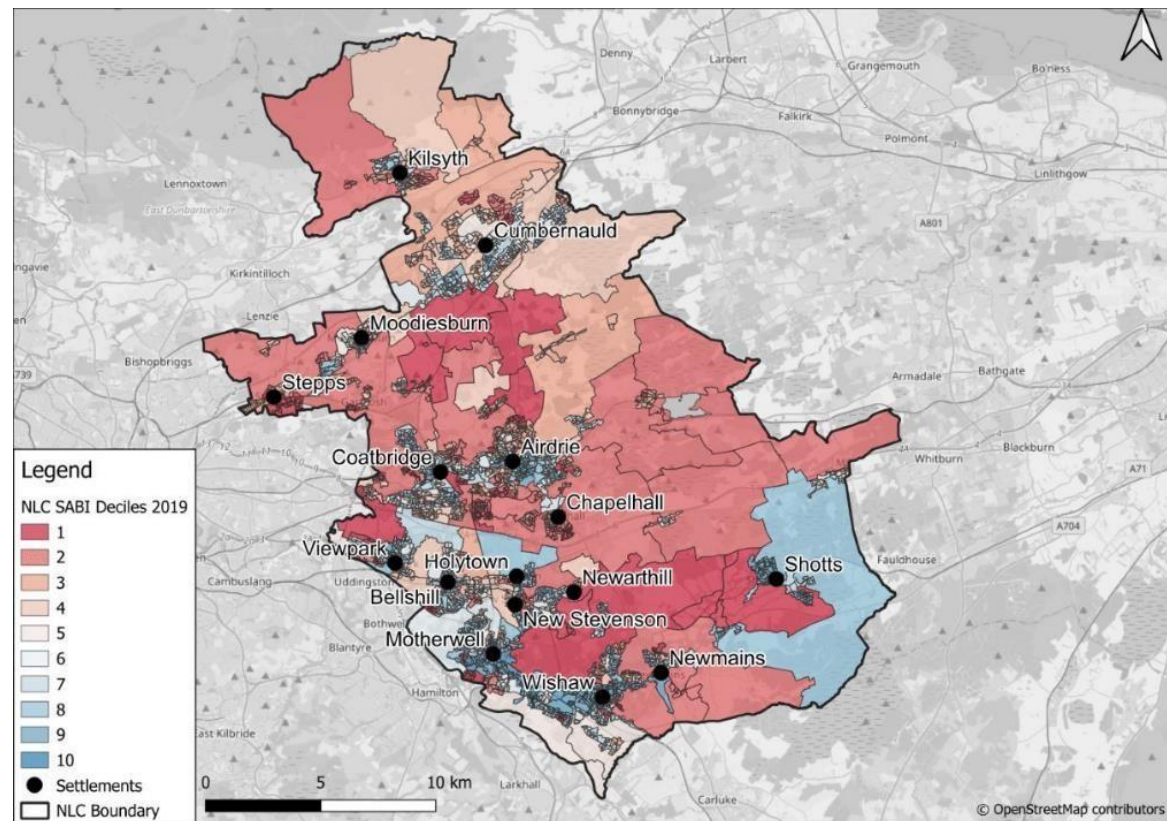 Denny
Larbert
Grangemouth
Bo'ness
Bonnybridge
Falkirk
Polmont
Linlithgow
Kilsyth
Lennoxtown
East Dunbartonshire
A801
Cumbernauld
Kirkintilloch
Lenzie
Moodiesburn
Bishopbriggs
A739
Stepps
Armadale
Bathgate
Airdrie
Coatbridge
Whitburn
Blackburn
A71
Legend
NLC SABI Deciles 2019
1
2
3
4
5
6
7
8
9
10
Settlements
NLC Boundary
Chapelhall
A704
Viewpark
Holytown
Fauldhouse
Shotts
Cambuslang
Uddingston
Newarthill
Bellshill
New Stevenson
Bothwell
Blantyre
Motherwell
Newmains
Wishaw
Hamilton
East Kilbride
Larkhall
Carluke
0 5 10 km
© OpenStreetMap contributors